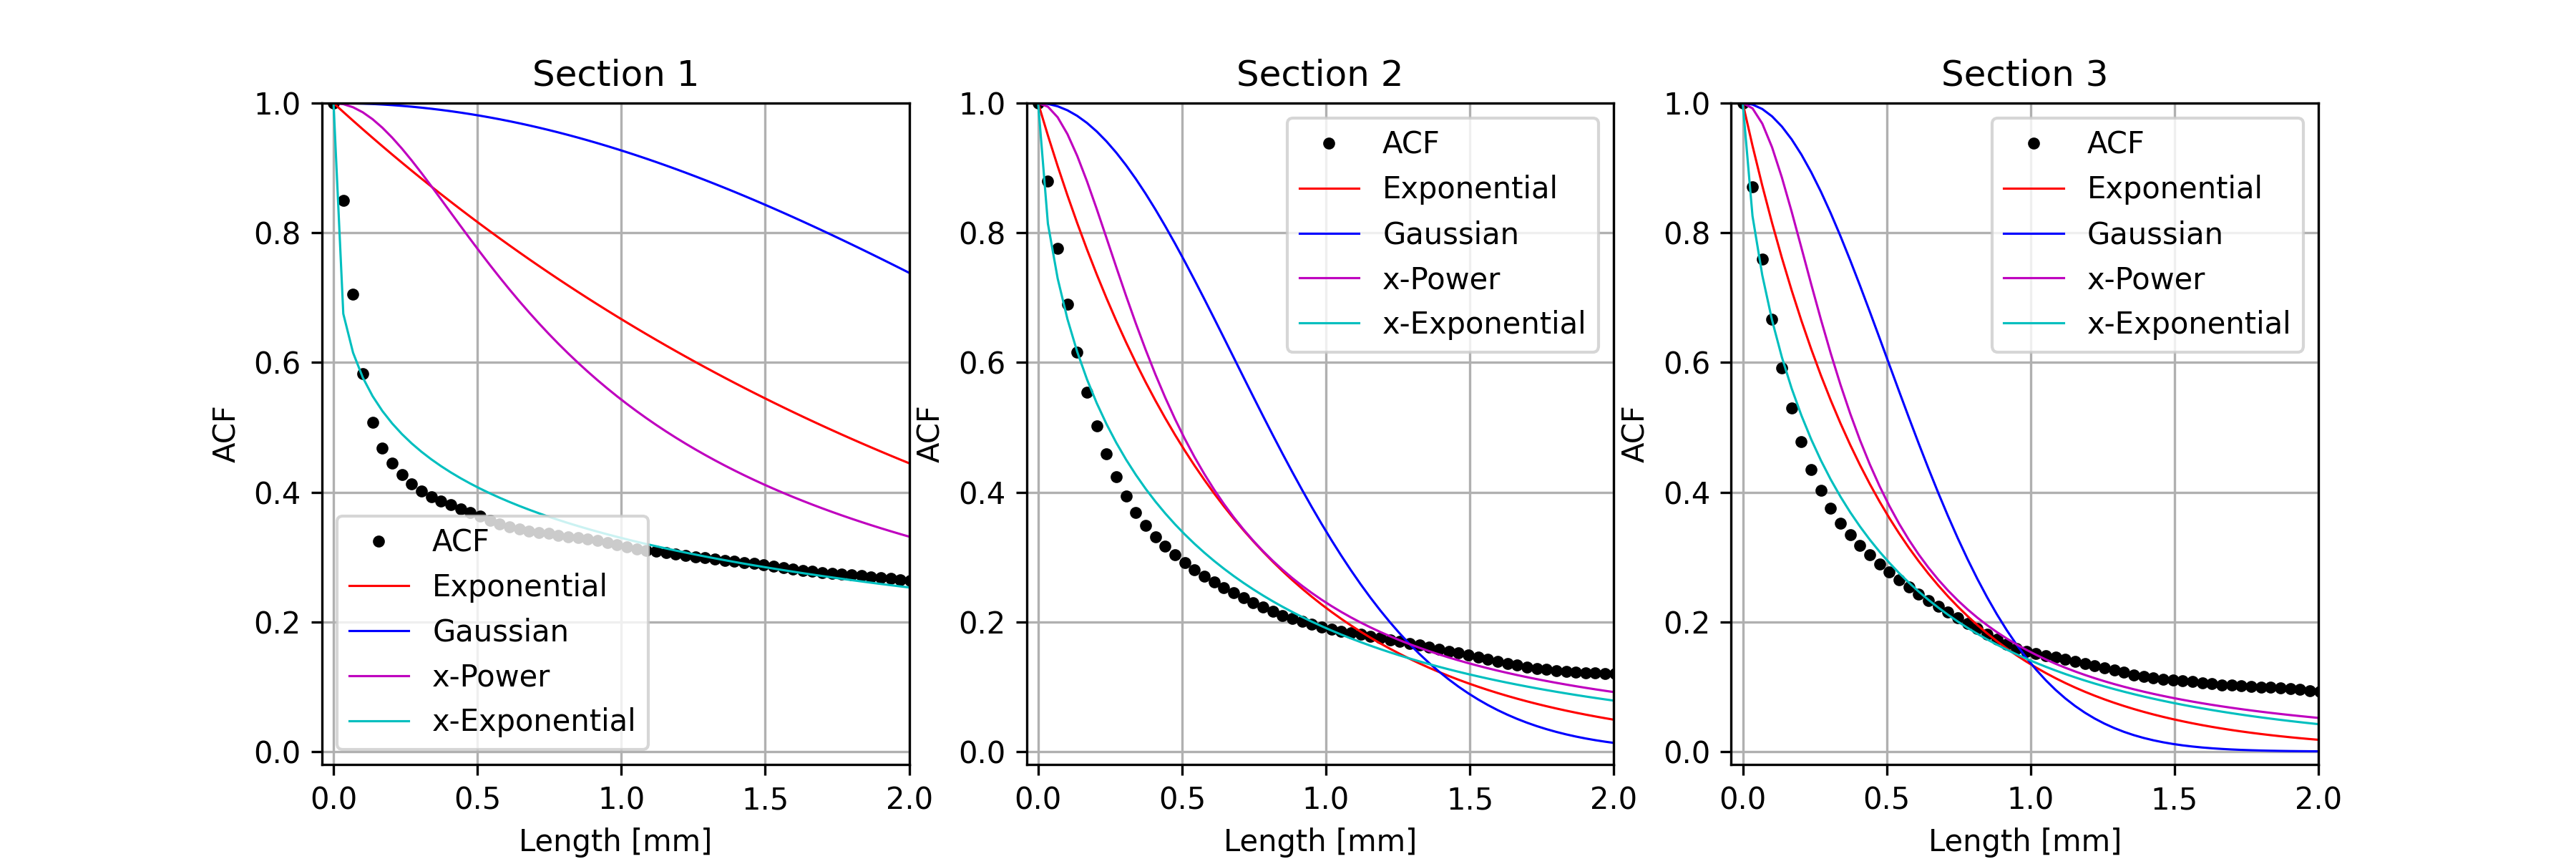 Section 1
1.0
0.8
0.6
0.4
0.2
0.0
ACF
ACF
Exponential
Gaussian
x-Power
x-Exponential
0.0 0.5 1.0 1.5 2.0
Length [mm]
Section 2
1.0
0.8
0.6
0.4
0.2
0.0
ACF
ACF
Exponential
Gaussian
x-Power
x-Exponential
0.0 0.5 1.0 1.5 2.0
Length [mm]
Section 3
1.0
0.8
0.6
0.4
0.2
0.0
ACF
ACF
Exponential
Gaussian
x-Power
x-Exponential
0.0 0.5 1.0 1.5 2.0
Length [mm]